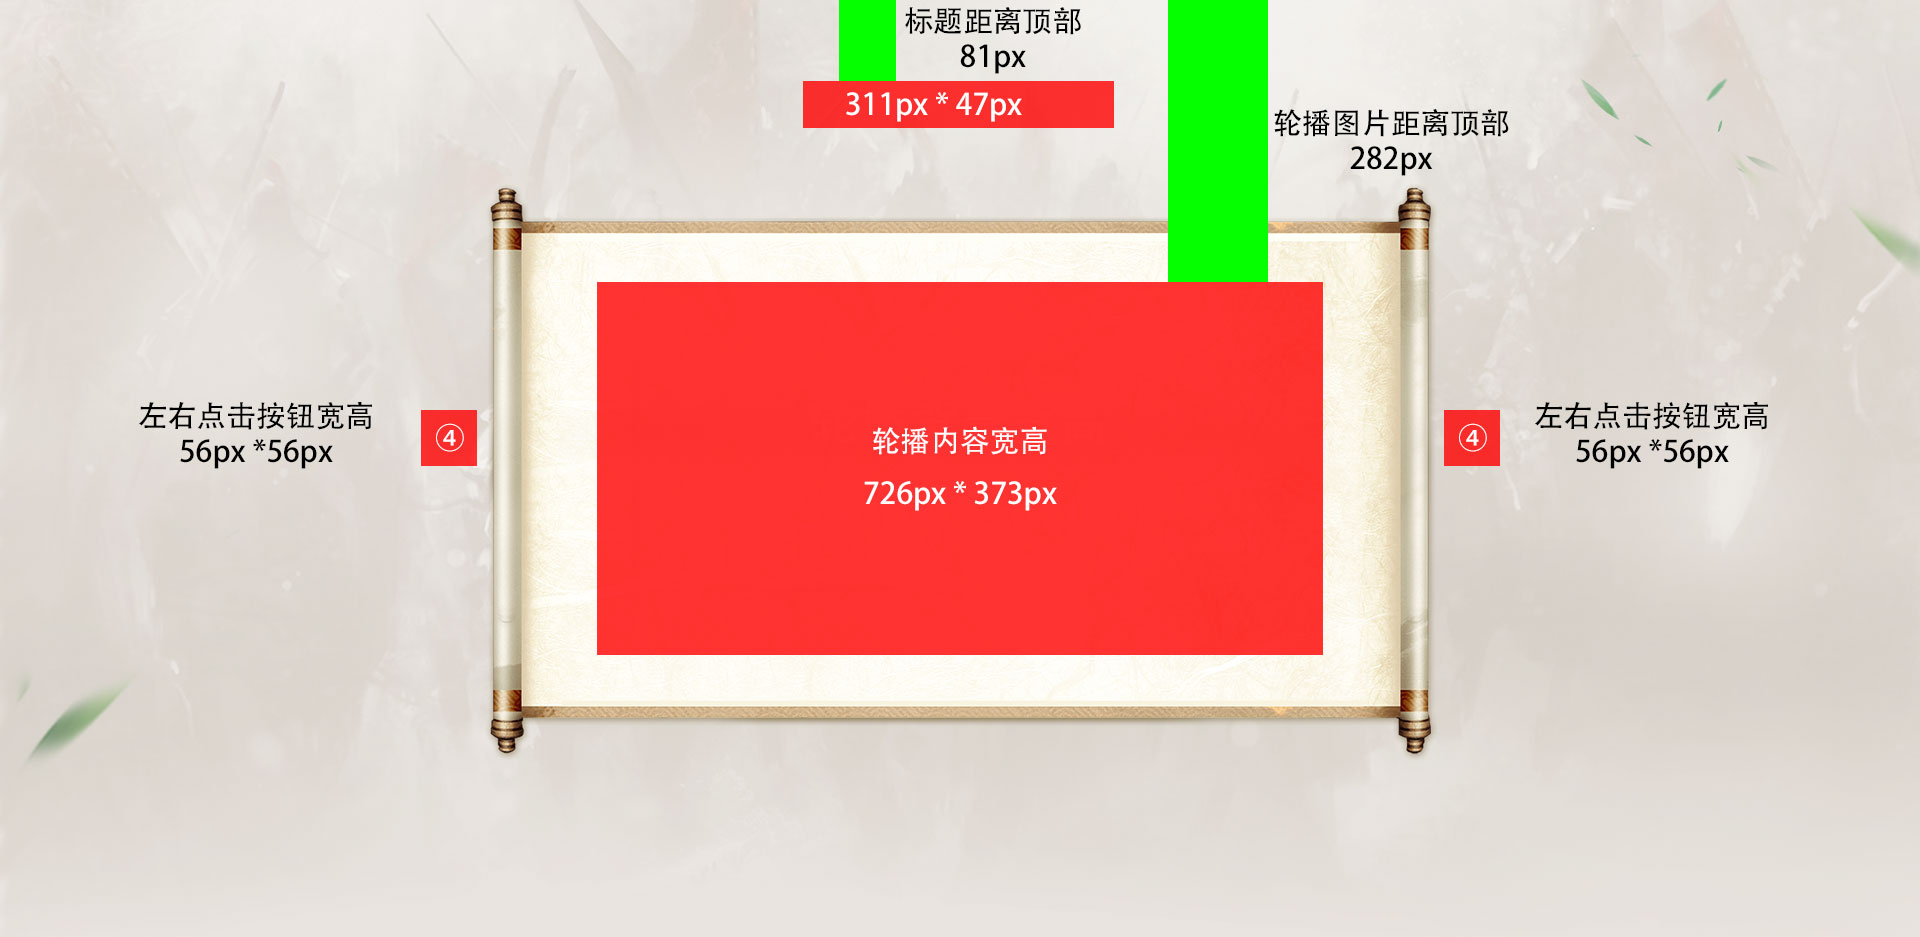 标题距离顶部
81px
311px * 47px
轮播图片距离顶部
282px
左右点击按钮宽高
56px *56px
④
轮播内容宽高
726px * 373px
④
左右点击按钮宽高
56px *56px